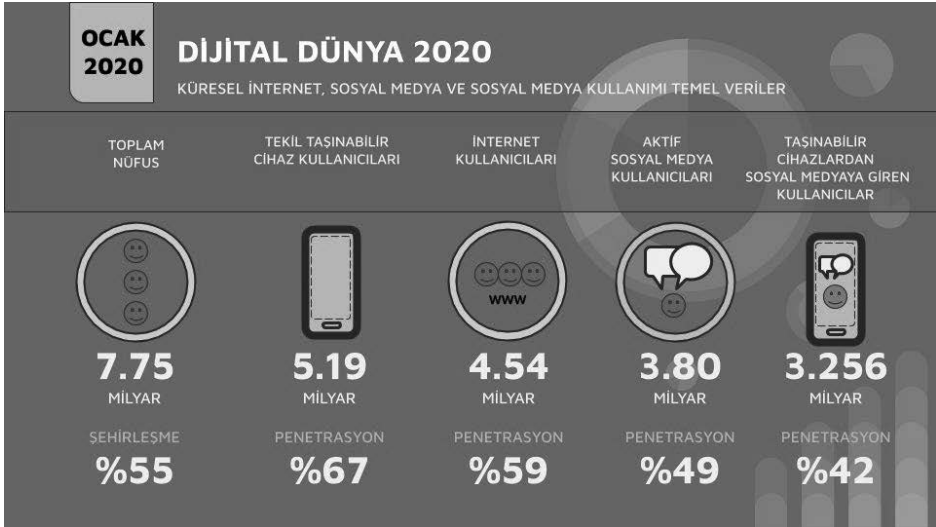 OCAK
2020
DİJİTAL DÜNYA 2020
KÜRESEL İNTERNET, SOSYAL MEDYA VE SOSYAL MEDYA KULLANIMI TEMEL VERİLER
TOPLAM
NÜFUS
TEKİL TAŞINABİLİR
CİHAZ KULLANICILARI
İNTERNET
KULLANICILARI
AKTİF
SOSYAL MEDYA
KULLANICILARI
TAŞINABİLİR
CİHAZLARDAN
SOSYAL MEDYAYA GİREN
KULLANICILAR
www
7.75
MİLYAR
5.19
MİLYAR
4.54
MİLYAR
3.80
MİLYAR
3.256
MİLYAR
ŞEHİRLEŞME
%55
PENETRASYON
%67
PENETRASYON
%59
PENETRASYON
%49
PENETRASYON
%42